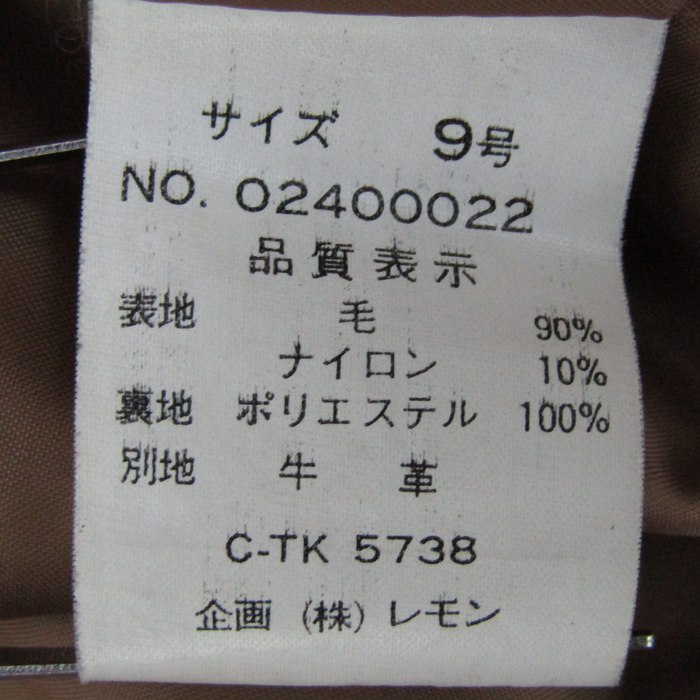 サイズ 9号
NO. 02400022
品質表示
表地 毛 90%
ナイロン 10%
裏地 ポリエステル 100%
別地 牛革
C-TK 5738
企画 (株) レモン